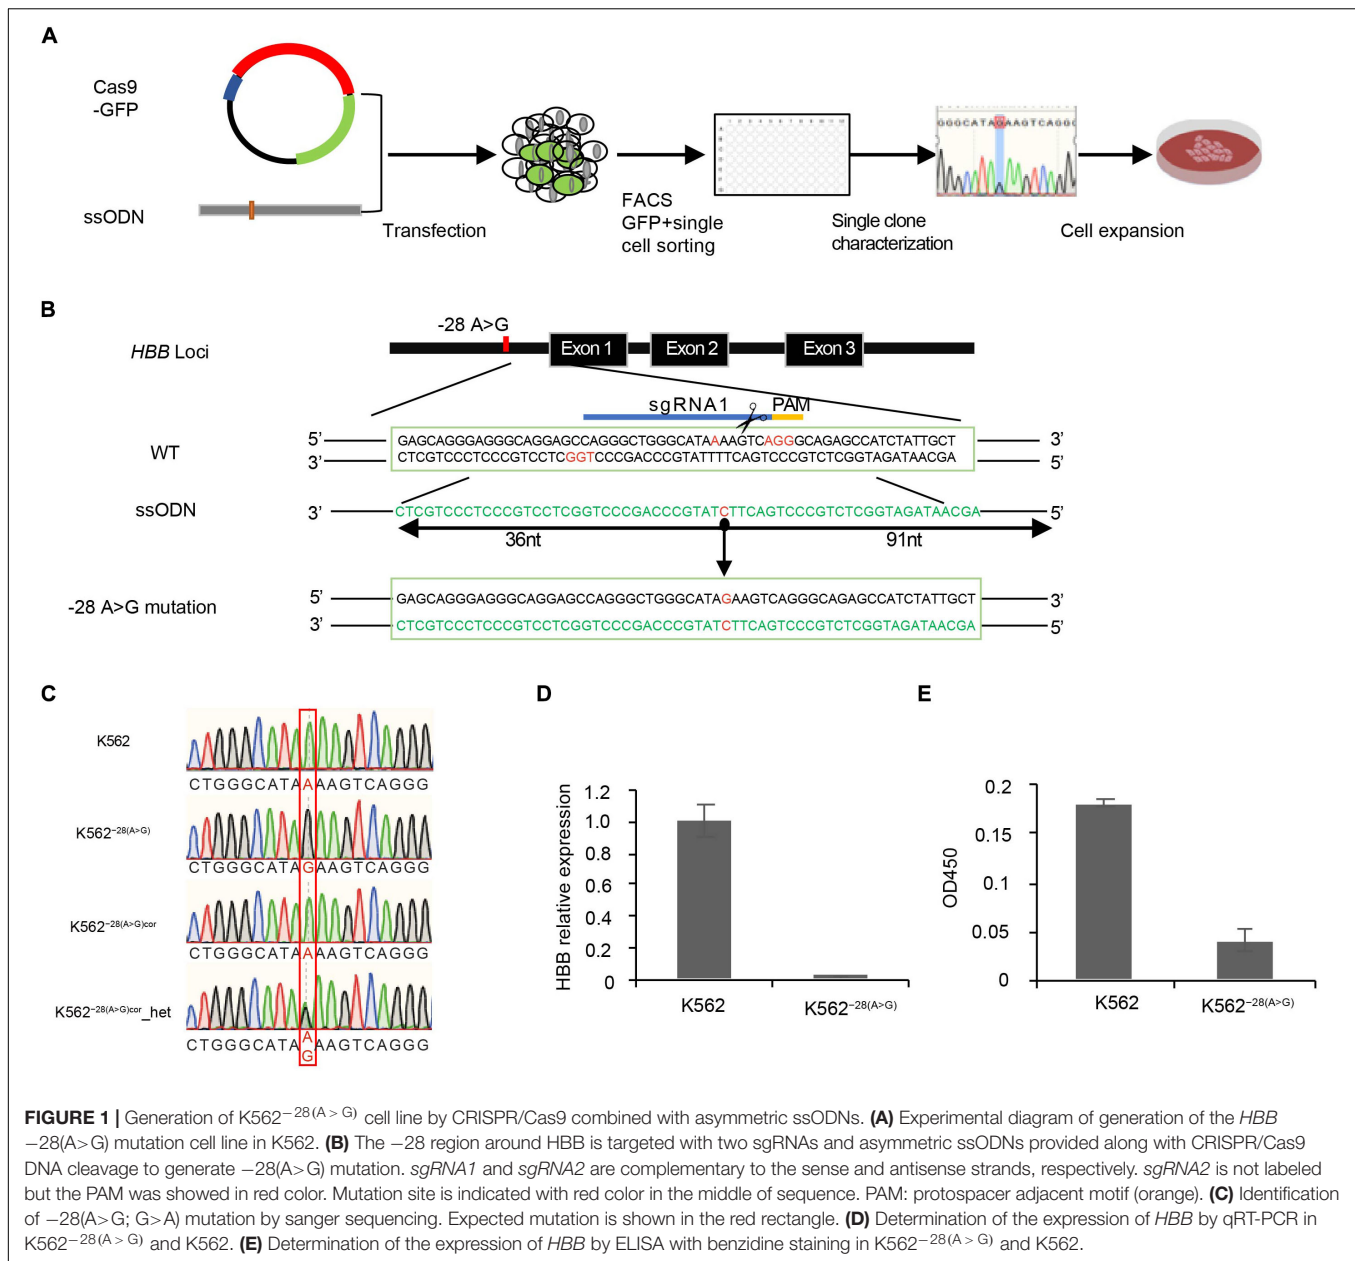 A
Cas9
-GFP
ssODN
Transfection
FACS
GFP+single
cell sorting
Single clone
characterization
GGGCATAGAAGTCAGGG
Cell expansion
B
-28 A>G
HBB Loci
Exon 1
Exon 2
Exon 3
sgRNA1
PAM
WT
5’
GAGCAGGGAGGGCAGGAGCCAGGGCTGGGCATAAAAGTCAGGGCAGAGCCATCTATTGCT
3’
3’
CTCGTCCCTCCCGTCCTCGGTCCCGACCCGTATTTTCAGTCCCGTCTCGGTAGATAACGA
5’
ssODN
3’
CTCGTCCCTCCCGTCCTCGGTCCCGACCCGTATCTTCAGTCCCGTCTCGGTAGATAACGA
5’
36nt
91nt
-28 A>G mutation
5’
GAGCAGGGAGGGCAGGAGCCAGGGCTGGGCATAGAAGTCAGGGCAGAGCCATCTATTGCT
3’
3’
CTCGTCCCTCCCGTCCTCGGTCCCGACCCGTATCTTCAGTCCCGTCTCGGTAGATAACGA
5’
C
K562
CTGGGCATAAAAGTCAGGG
K562−28(A>G)
CTGGGCATAGAAGTCAGGG
K562−28(A>G)cor
CTGGGCATAAAAGTCAGGG
K562−28(A>G)cor_het
A
CTGGGCATA AAGTCAGGG
G
D
HBB relative expression
1.2
1.0
0.8
0.6
0.4
0.2
0
K562
K562−28(A>G)
E
OD450
0.2
0.15
0.1
0.05
0
K562
K562−28(A>G)
FIGURE 1 | Generation of K562−28(A > G) cell line by CRISPR/Cas9 combined with asymmetric ssODNs. (A) Experimental diagram of generation of the HBB
−28(A>G) mutation cell line in K562. (B) The −28 region around HBB is targeted with two sgRNAs and asymmetric ssODNs provided along with CRISPR/Cas9
DNA cleavage to generate −28(A>G) mutation. sgRNA1 and sgRNA2 are complementary to the sense and antisense strands, respectively. sgRNA2 is not labeled
but the PAM was showed in red color. Mutation site is indicated with red color in the middle of sequence. PAM: protospacer adjacent motif (orange). (C) Identification
of −28(A>G; G>A) mutation by sanger sequencing. Expected mutation is shown in the red rectangle. (D) Determination of the expression of HBB by qRT-PCR in
K562−28(A > G) and K562. (E) Determination of the expression of HBB by ELISA with benzidine staining in K562−28(A > G) and K562.